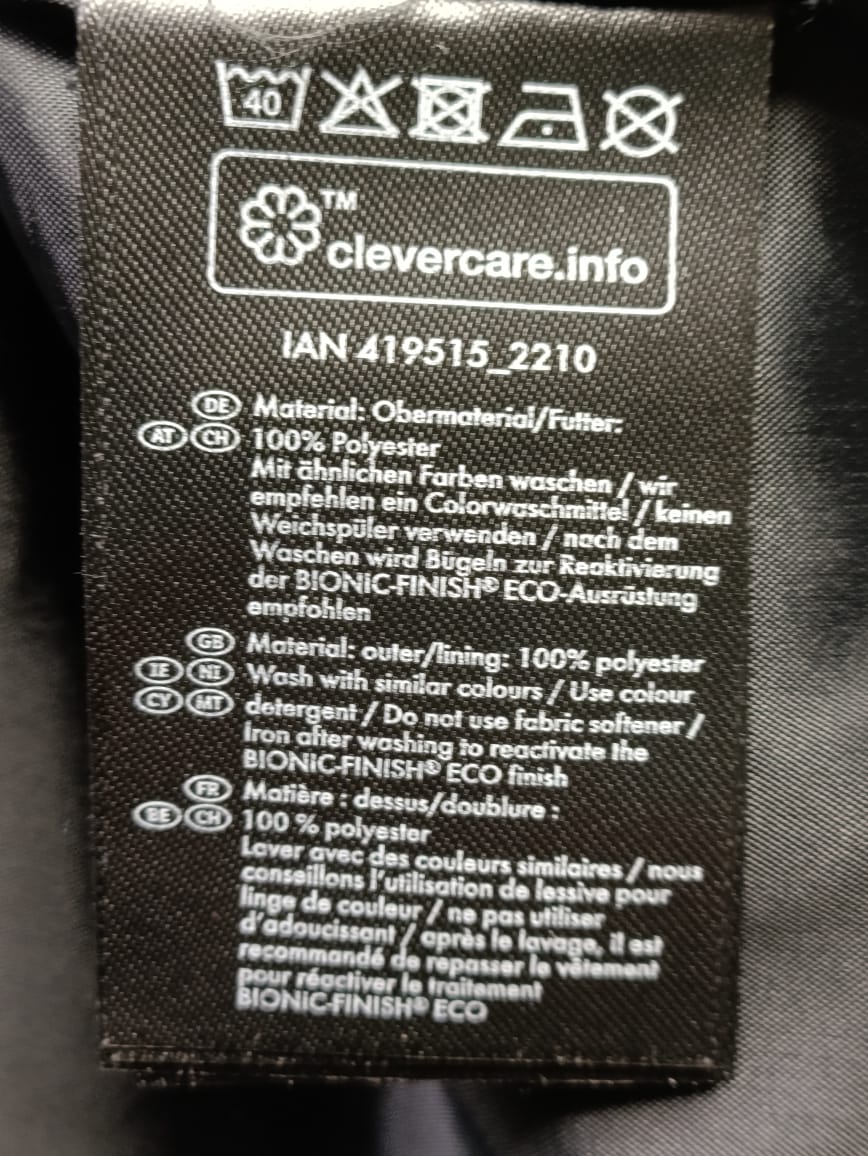 40
TM
clevercare.info
IAN 419515_2210
DE Material: Obermaterial/Futter:
AT CH 100% Polyester
Mit ähnlichen Farben waschen / wir
empfehlen ein Colorwaschmittel / keinen
Weichspüler verwenden / nach dem
Waschen wird Bügeln zur Reaktivierung
der BIONIC-FINISH® ECO-Ausrüstung
empfohlen
GB Material: outer/lining: 100% polyester
IE NI Wash with similar colours / Use colour
CY MT detergent / Do not use fabric softener /
Iron after washing to reactivate the
BIONIC-FINISH® ECO finish
FR Matière : dessus/doublure :
BE CH 100 % polyester
Laver avec des couleurs similaires / nous
conseillons l'utilisation de lessive pour
linge de couleur / ne pas utiliser
d'adoucissant / après le lavage, il est
recommandé de repasser le vêtement
pour réactiver le traitement
BIONIC-FINISH® ECO